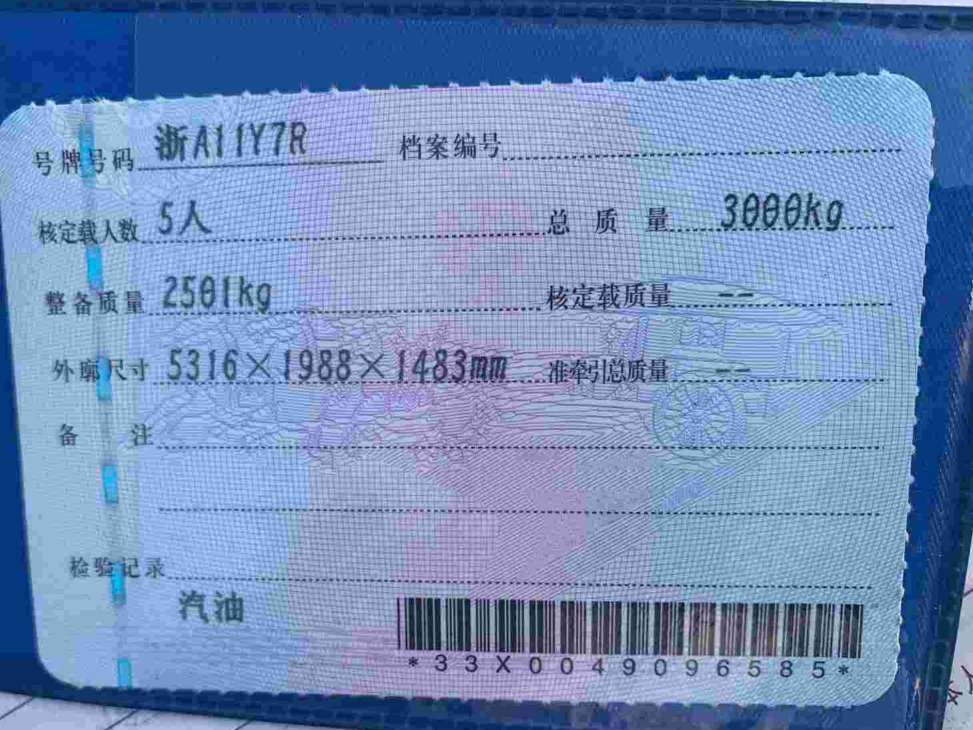 号牌号码 浙A11Y7R 档案编号
核定载人数 5人 总质量 3000kg
整备质量 2501kg 核定载质量 --
外廓尺寸 5316×1988×1483mm 准牵引总质量 --
备注
检验记录
汽油
*33X0049096585*